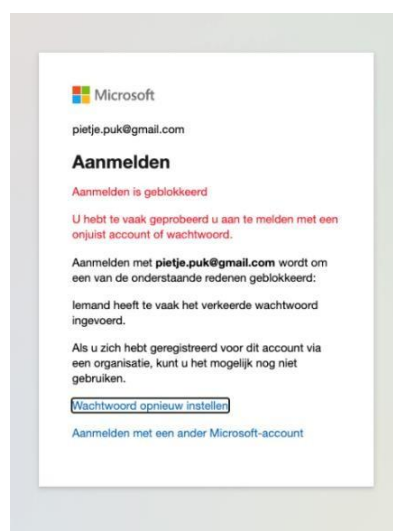 Microsoft
pietje.puk@gmail.com
Aanmelden
Aanmelden is geblokkeerd
U hebt te vaak geprobeerd u aan te melden met een
onjuist account of wachtwoord.
Aanmelden met pietje.puk@gmail.com wordt om
een van de onderstaande redenen geblokkeerd:
Iemand heeft te vaak het verkeerde wachtwoord
ingevoerd.
Als u zich hebt geregistreerd voor dit account via
een organisatie, kunt u het mogelijk nog niet
gebruiken.
Wachtwoord opnieuw instellen
Aanmelden met een ander Microsoft-account